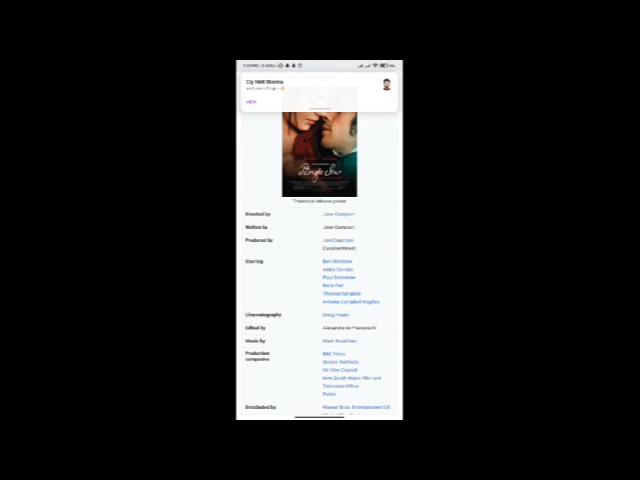 VIEW
Bright Star
Theatrical release poster
Directed by Jane Campion
Written by Jane Campion
Produced by Jan Chapman
Caroline Hewitt
Starring Ben Whishaw
Abbie Cornish
Paul Schneider
Kerry Fox
Thomas Sangster
Antonia Campbell-Hughes
Cinematography Greig Fraser
Edited by Alexandre de Franceschi
Music by Mark Bradshaw
Production BBC Films
companies Screen Australia
UK Film Council
New South Wales Film and
Television Office
Pathé
Distributed by Warner Bros. Entertainment UK